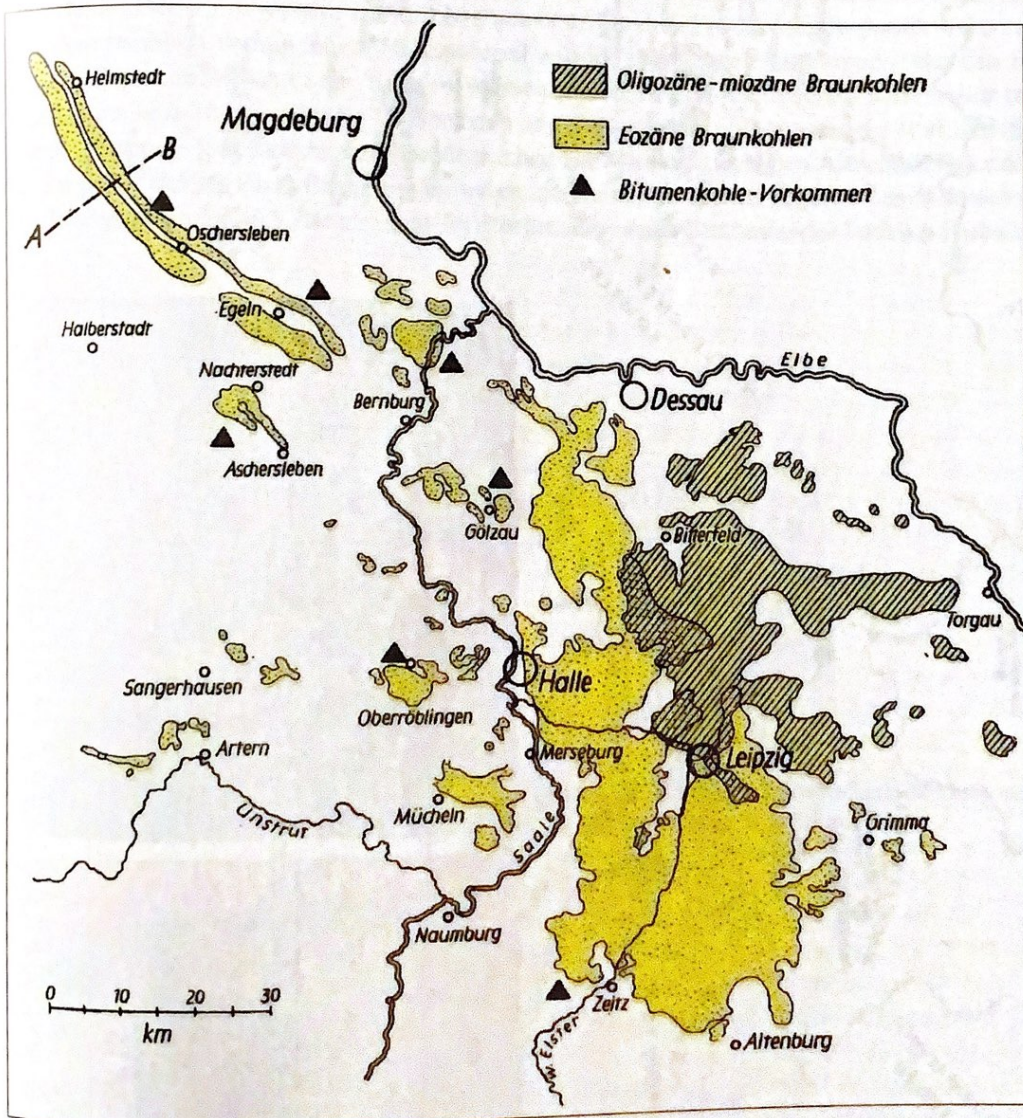 Helmstedt
Magdeburg
Oligozäne-miozäne Braunkohlen
Eozäne Braunkohlen
Bitumenkohle-Vorkommen
B
A
Oschersleben
Egeln
Halberstadt
Nachterstedt
Elbe
Dessau
Bernburg
Aschersleben
Gölzau
Bitterfeld
Torgau
Halle
Sangerhausen
Oberröblingen
Artern
Merseburg
Leipzig
Mücheln
Unstrut
Saale
Grimma
Naumburg
0 10 20 30
km
Zeitz
W. Elster
Altenburg